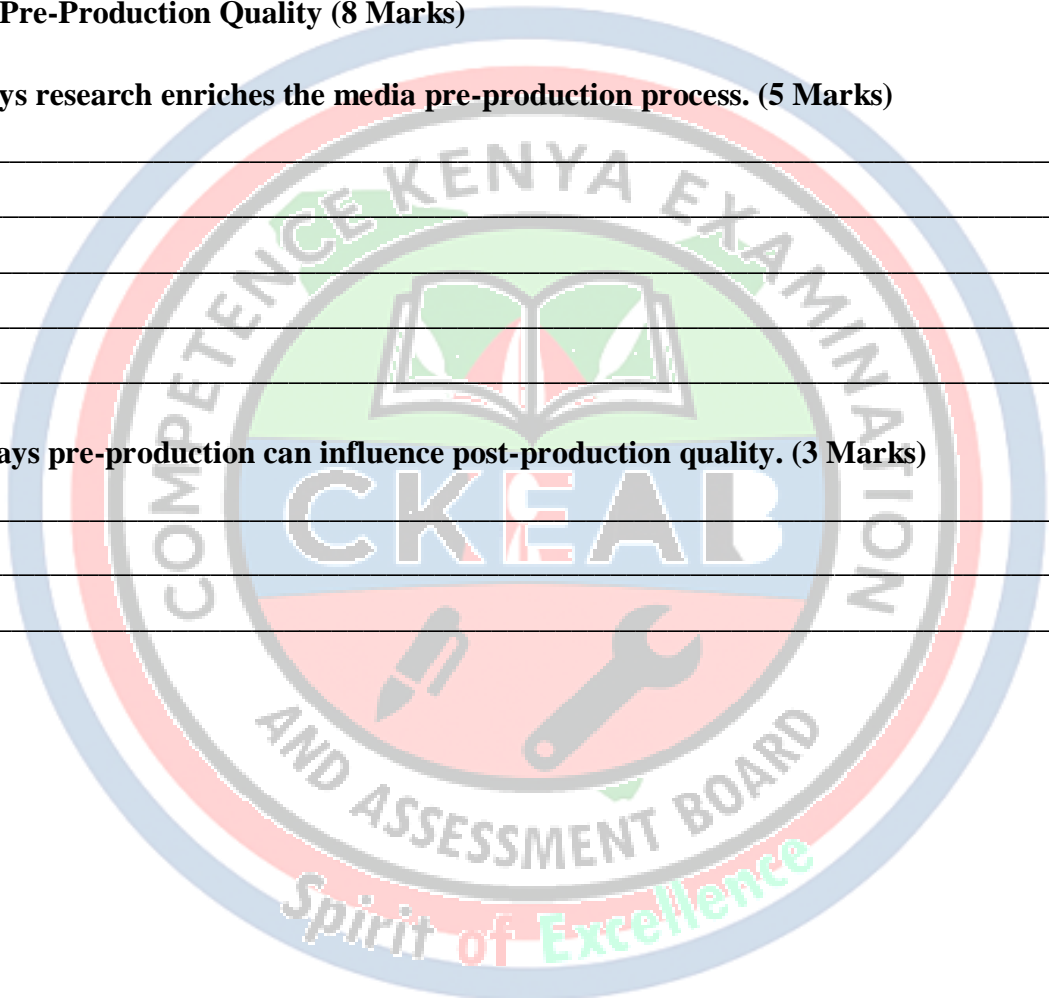 Pre-Production Quality (8 Marks)
ys research enriches the media pre-production process. (5 Marks)
ays pre-production can influence post-production quality. (3 Marks)
COMPETENCE KENYA EXAMINATION
CKEAB
AND ASSESSMENT BOARD
Spirit of Excellence